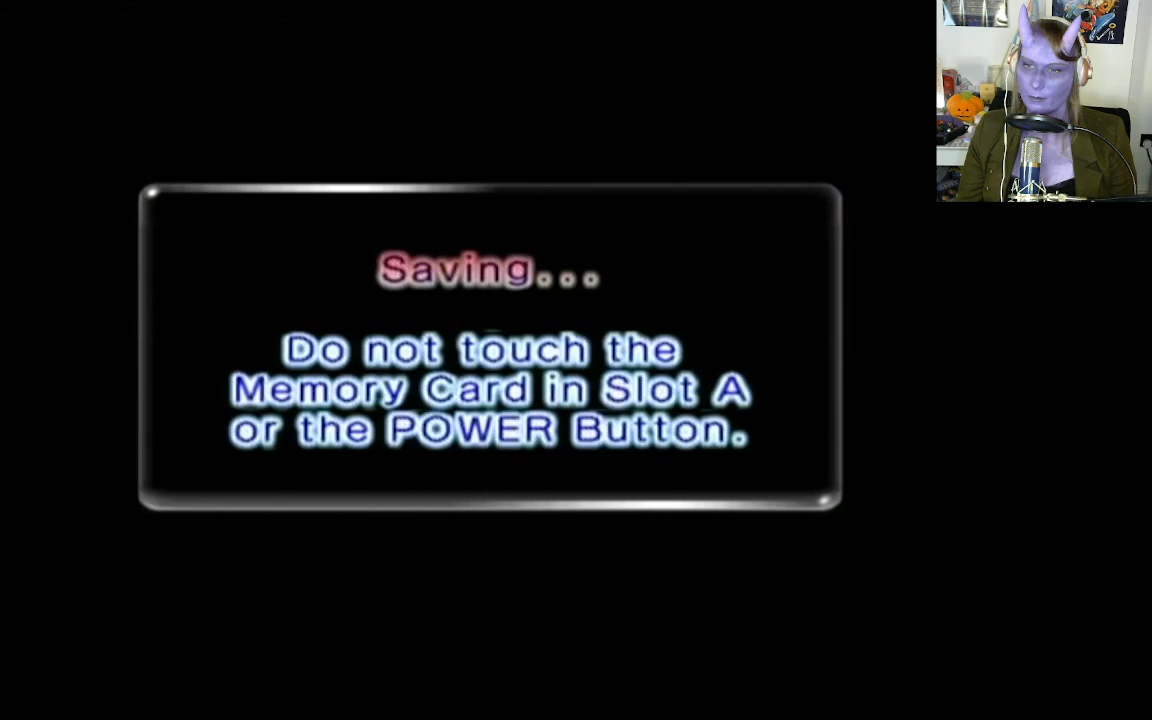 Saving...
Do not touch the
Memory Card in Slot A
or the POWER Button.